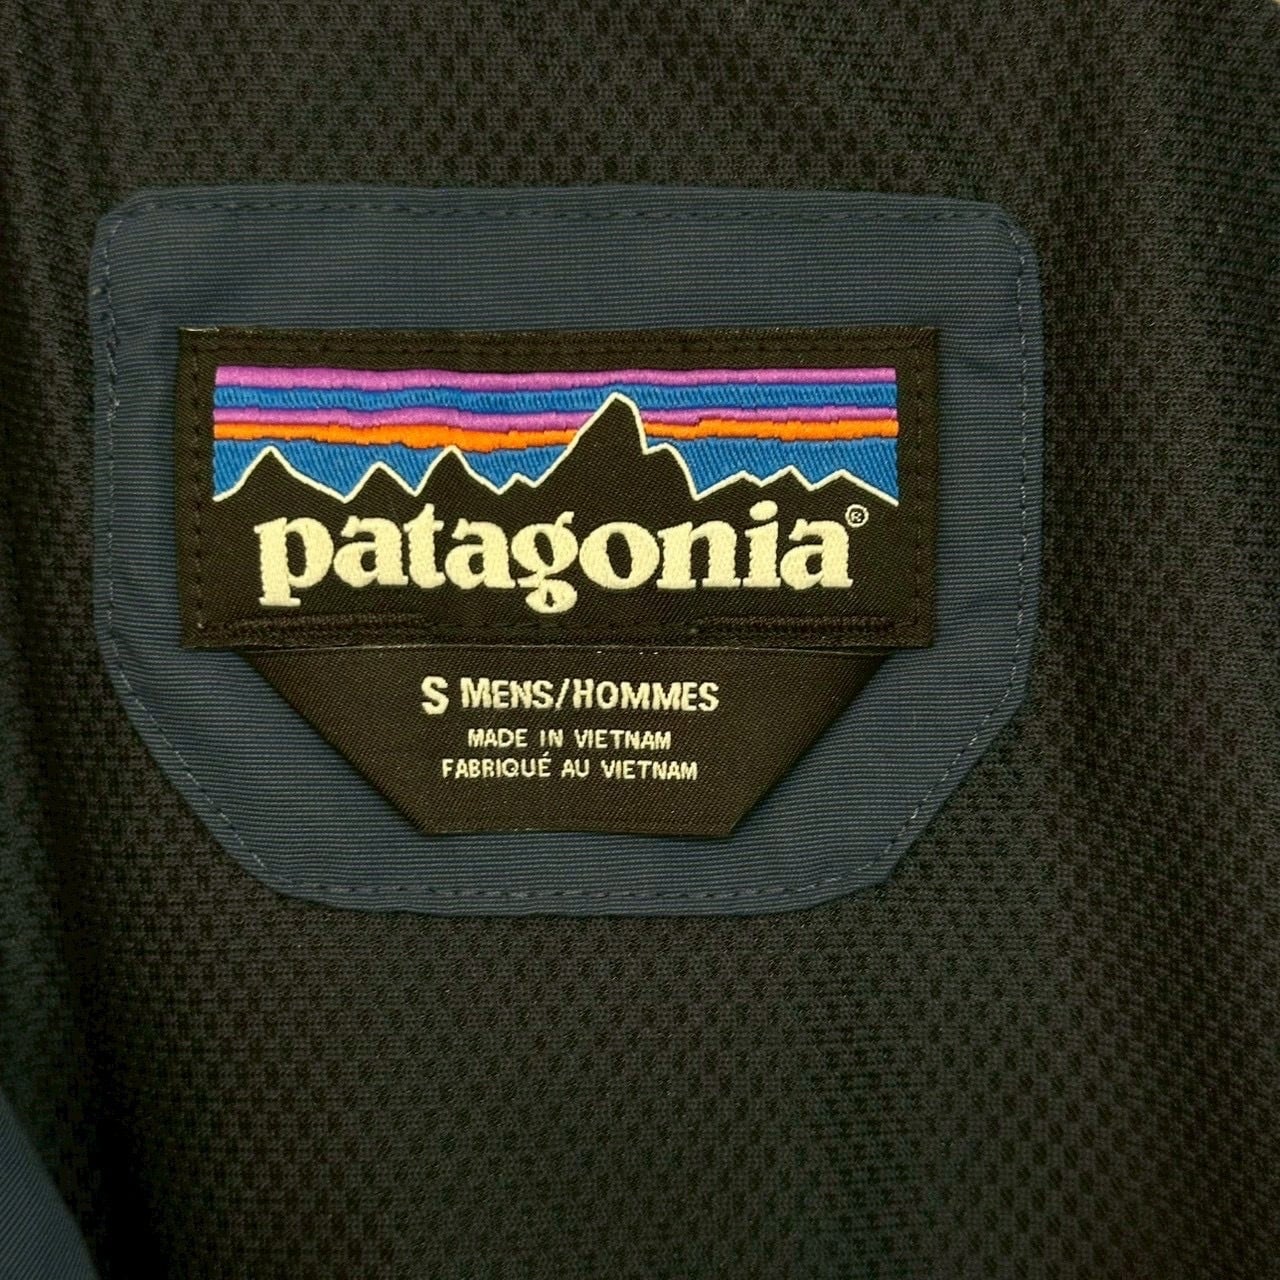 patagonia®
S MENS/HOMMES
MADE IN VIETNAM
FABRIQUÉ AU VIETNAM